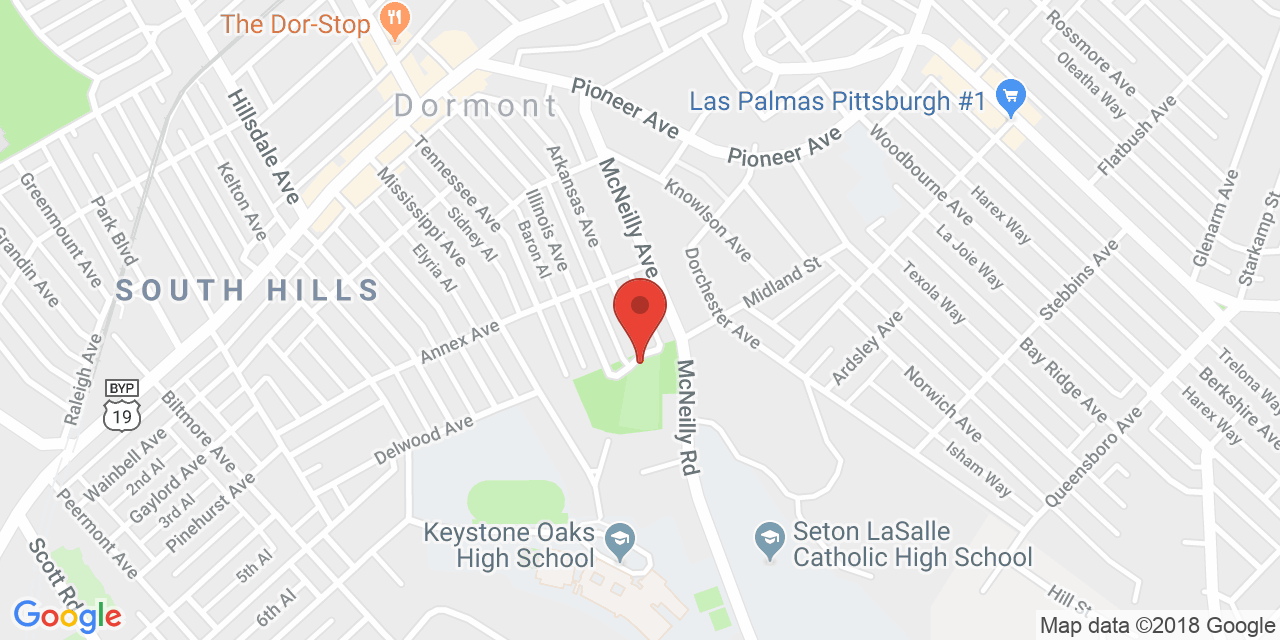 The Dor-Stop
Dormont
Pioneer Ave
Las Palmas Pittsburgh #1
Rossmore Ave
Oleatha Way
Flatbush Ave
Hillsdale Ave
Kelton Ave
Greenmount Ave
Park Blvd
Grandin Ave
Tennessee Ave
Mississippi Ave
Sidney Al
Elyria Al
Arkansas Ave
Illinois Ave
Baron Al
McNeilly Ave
Knowlson Ave
Pioneer Ave
Woodbourne Ave
Harex Way
La Joie Way
Texola Way
Glenarm Ave
Starkamp St
Stebbins Ave
SOUTH HILLS
Dorchester Ave
Midland St
Annex Ave
Ardsley Ave
Bay Ridge Ave
Norwich Ave
Isham Way
Trelona Way
Berkshire Ave
Harex Way
Queensboro Ave
Raleigh Ave
BYP
19
Biltmore Ave
Wainbell Ave
2nd Al
Gaylord Ave
3rd Al
Pinehurst Ave
Peermont Ave
5th Al
6th Al
Scott Rd
Delwood Ave
McNeilly Rd
Keystone Oaks
High School
Seton LaSalle
Catholic High School
Hill St
Google
Map data ©2018 Google